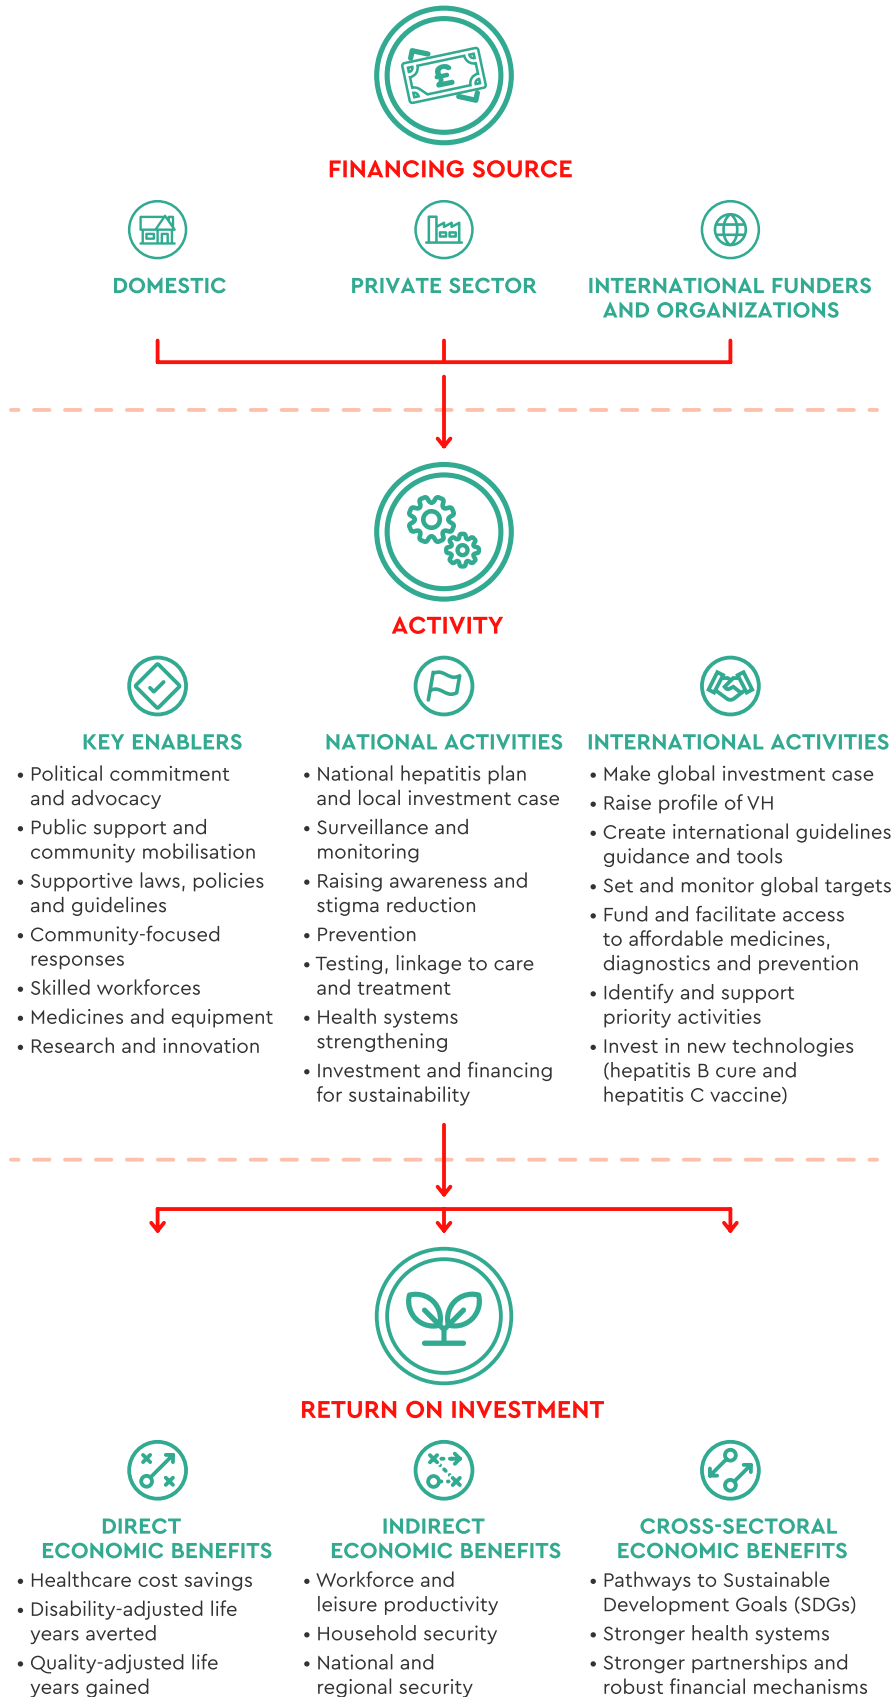 £
FINANCING SOURCE
DOMESTIC
PRIVATE SECTOR
INTERNATIONAL FUNDERS
AND ORGANIZATIONS
ACTIVITY
KEY ENABLERS
• Political commitment
and advocacy
• Public support and
community mobilisation
• Supportive laws, policies
and guidelines
• Community-focused
responses
• Skilled workforces
• Medicines and equipment
• Research and innovation
NATIONAL ACTIVITIES
• National hepatitis plan
and local investment case
• Surveillance and
monitoring
• Raising awareness and
stigma reduction
• Prevention
• Testing, linkage to care
and treatment
• Health systems
strengthening
• Investment and financing
for sustainability
INTERNATIONAL ACTIVITIES
• Make global investment case
• Raise profile of VH
• Create international guidelines
guidance and tools
• Set and monitor global targets
• Fund and facilitate access
to affordable medicines,
diagnostics and prevention
• Identify and support
priority activities
• Invest in new technologies
(hepatitis B cure and
hepatitis C vaccine)
RETURN ON INVESTMENT
DIRECT
ECONOMIC BENEFITS
• Healthcare cost savings
• Disability-adjusted life
years averted
• Quality-adjusted life
years gained
INDIRECT
ECONOMIC BENEFITS
• Workforce and
leisure productivity
• Household security
• National and
regional security
CROSS-SECTORAL
ECONOMIC BENEFITS
• Pathways to Sustainable
Development Goals (SDGs)
• Stronger health systems
• Stronger partnerships and
robust financial mechanisms